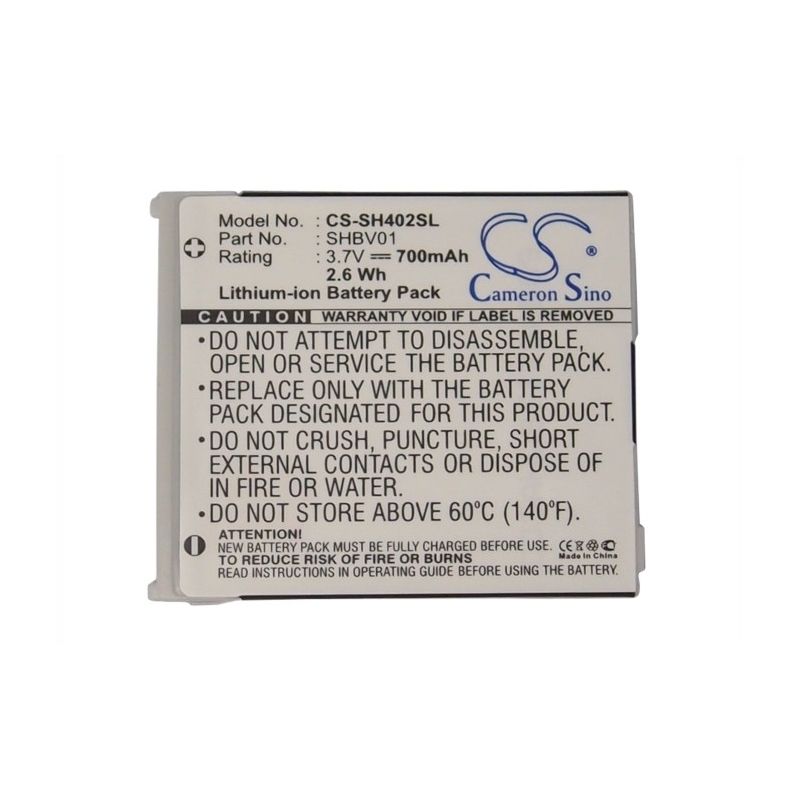 Model No. : CS-SH402SL
Part No. : SHBV01
Rating : 3.7V 700mAh
2.6 Wh
Lithium-ion Battery Pack
CS ®
Cameron Sino
CAUTION WARRANTY VOID IF LABEL IS REMOVED
•DO NOT ATTEMPT TO DISASSEMBLE,
OPEN OR SERVICE THE BATTERY PACK.
•REPLACE ONLY WITH THE BATTERY
PACK DESIGNATED FOR THIS PRODUCT.
•DO NOT CRUSH, PUNCTURE, SHORT
EXTERNAL CONTACTS OR DISPOSE OF
IN FIRE OR WATER.
•DO NOT STORE ABOVE 60°C (140°F).
ATTENTION!
NEW BATTERY PACK MUST BE FULLY CHARGED BEFORE USE.
TO REDUCE RISK OF FIRE OR BURNS
READ INSTRUCTIONS IN OPERATING GUIDE BEFORE USING THE BATTERY.
CE
Made In China